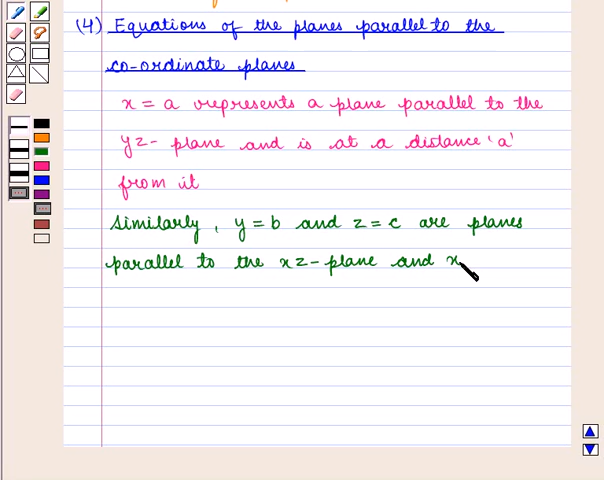 (4) Equations of the planes parallel to the
co-ordinate planes
x = a represents a plane parallel to the
yz- plane and is at a distance 'a'
from it
Similarly, y = b and z = c are planes
parallel to the xz-plane and x